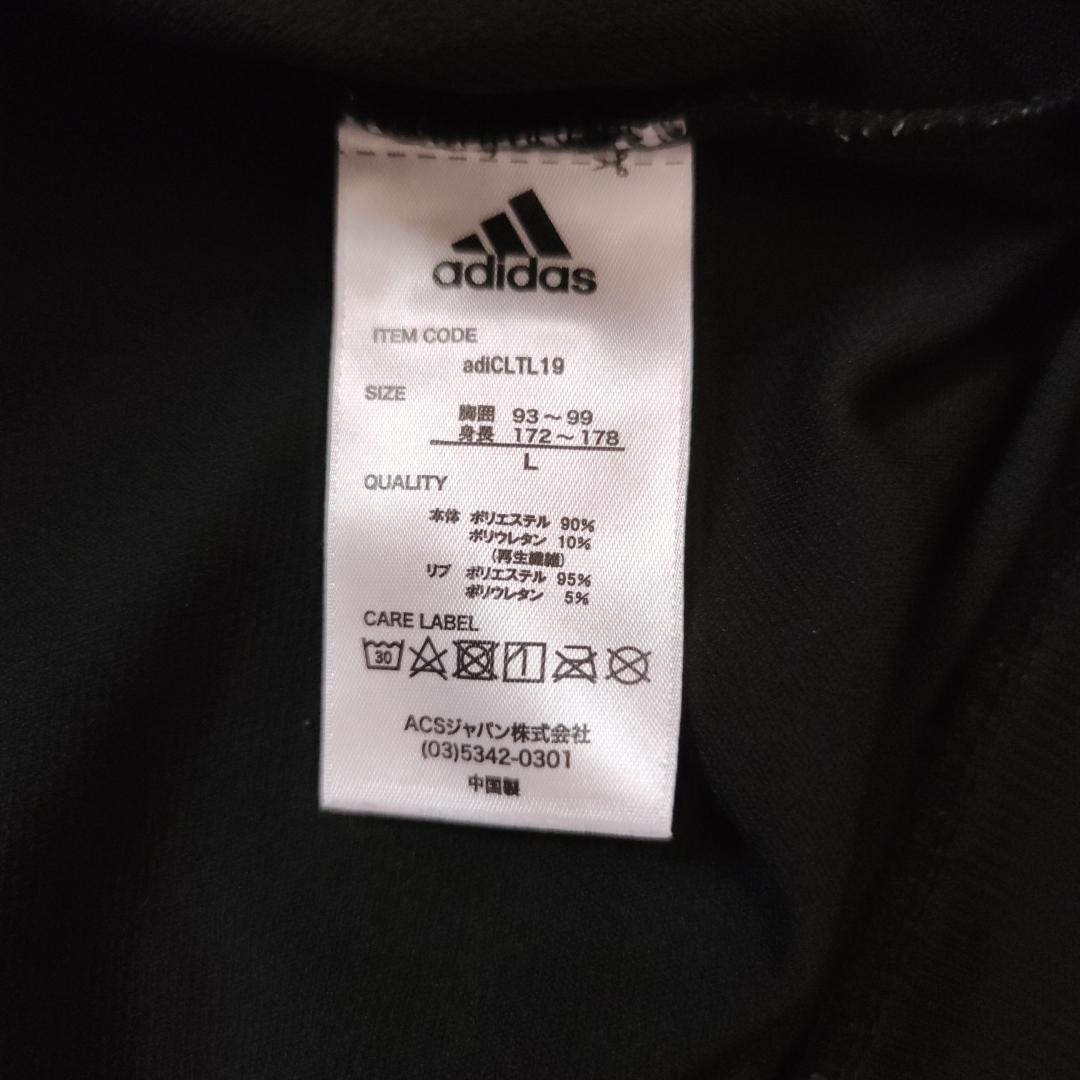 adidas
ITEM CODE
adiCLTL19
SIZE
胸囲 93～99
身長 172～178
L
QUALITY
本体 ポリエステル 90%
ポリウレタン 10%
(再生繊維)
リブ ポリエステル 95%
ポリウレタン 5%
CARE LABEL
30
ACSジャパン株式会社
(03)5342-0301
中国製